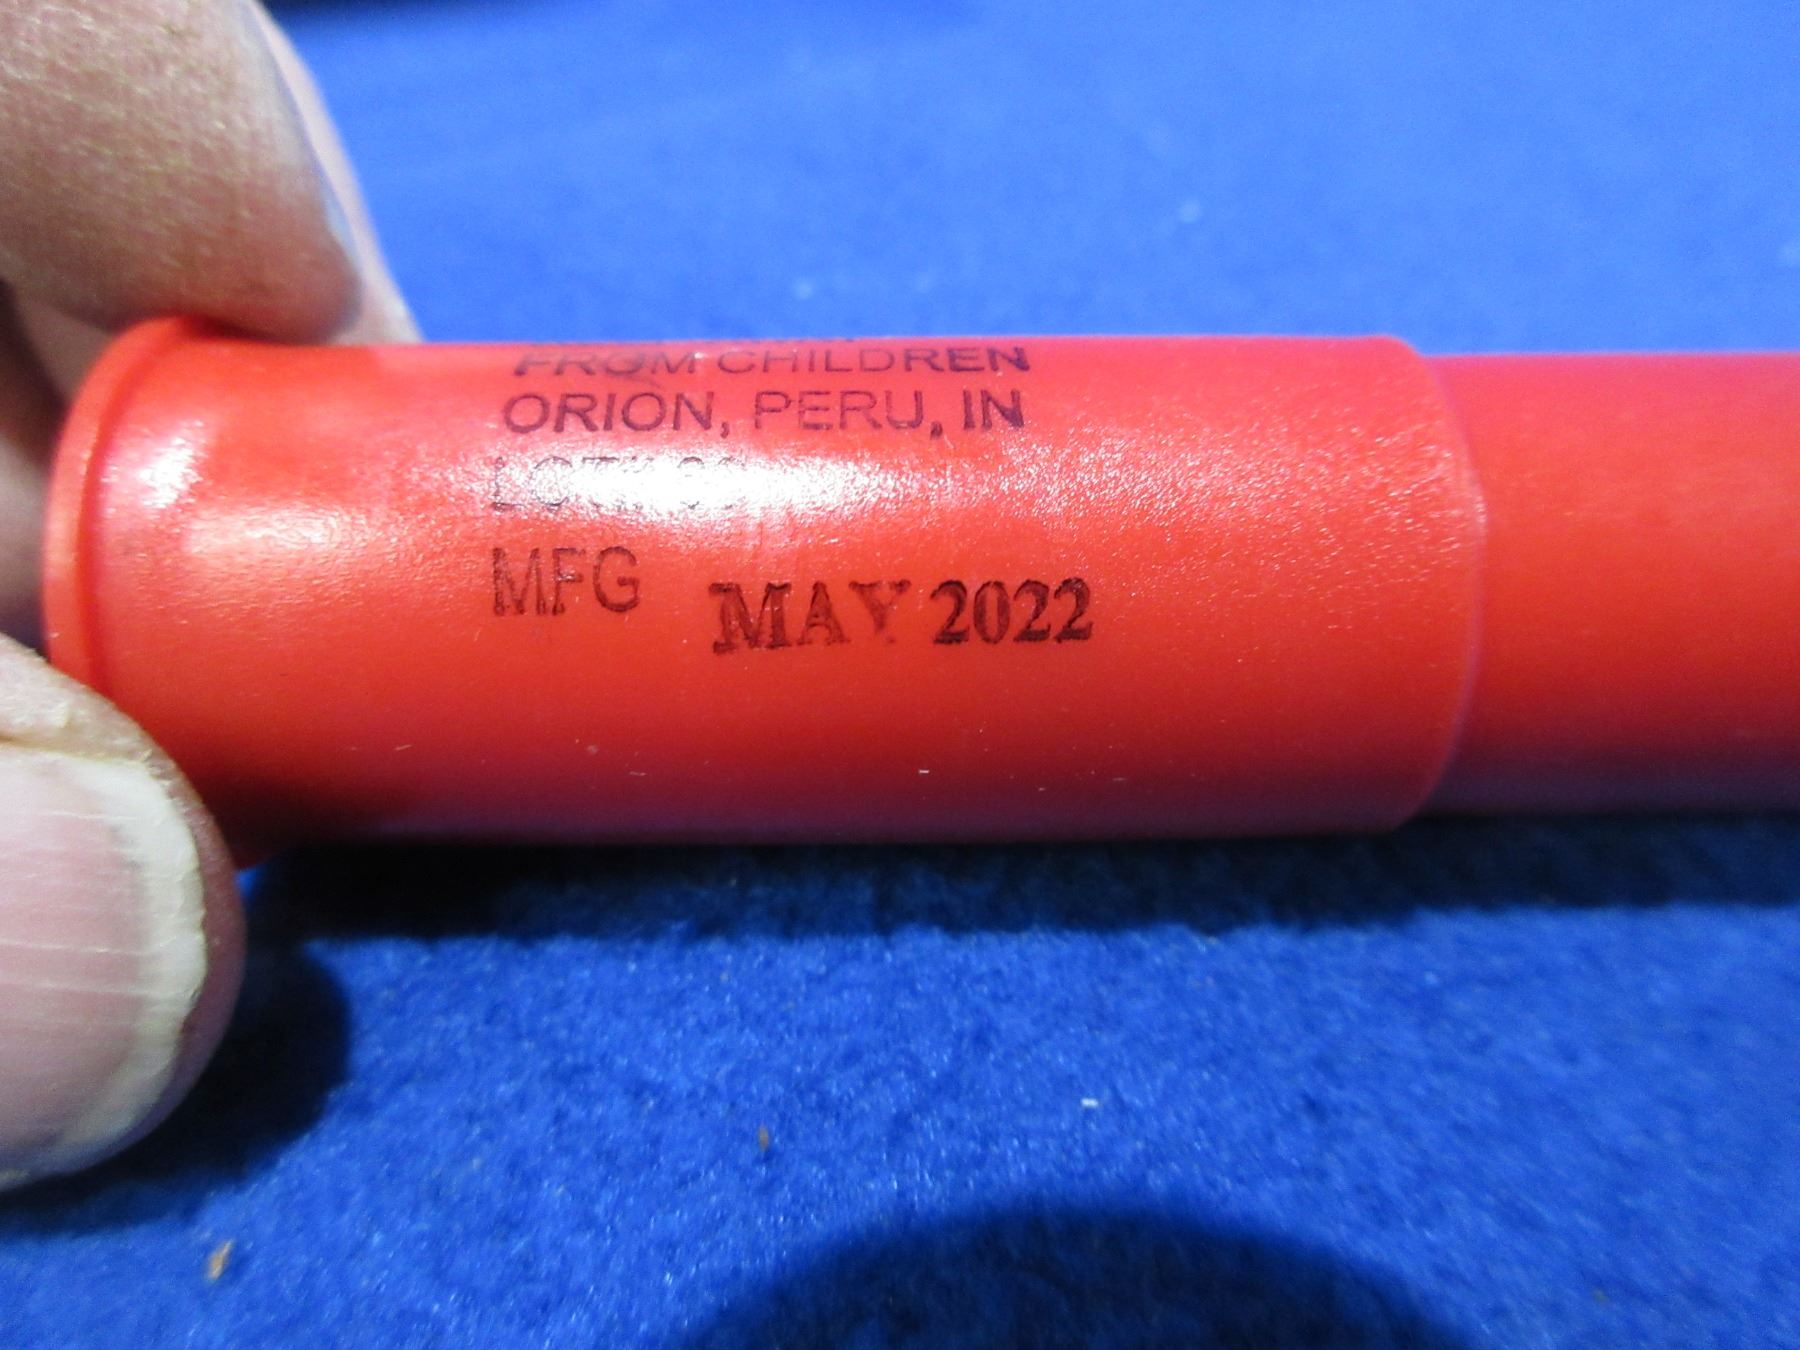 FROM CHILDREN
ORION, PERU, IN
MFG MAY 2022